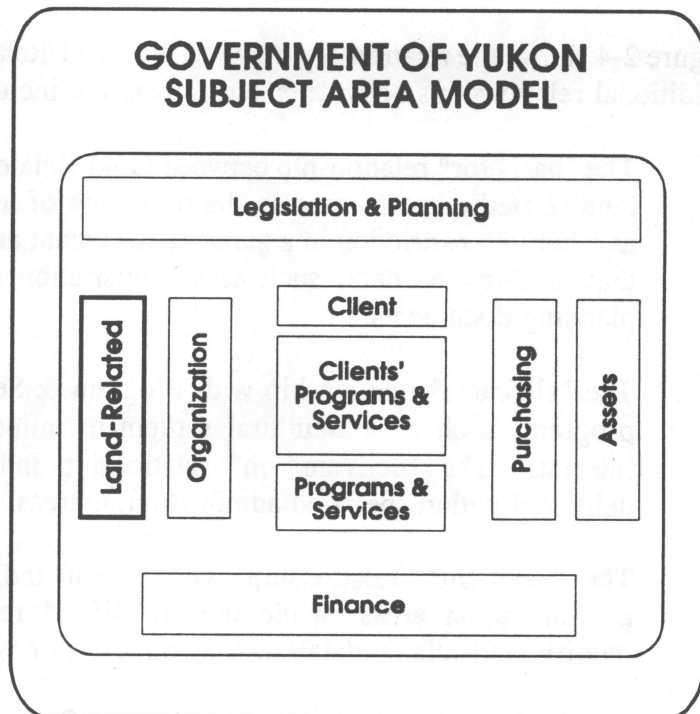 GOVERNMENT OF YUKON
SUBJECT AREA MODEL
Legislation & Planning
Land-Related
Organization
Client
Clients'
Programs &
Services
Programs &
Services
Purchasing
Assets
Finance